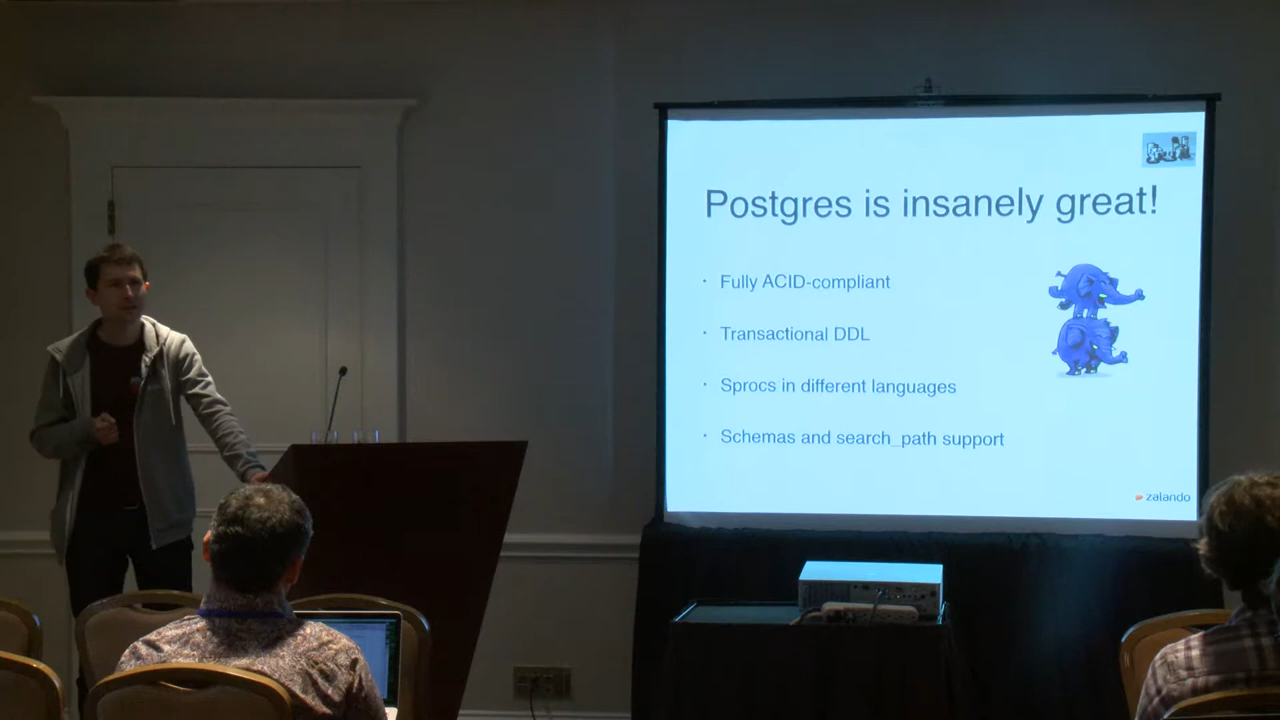 Postgres is insanely great!
· Fully ACID-compliant
· Transactional DDL
· Sprocs in different languages
· Schemas and search_path support
zalando